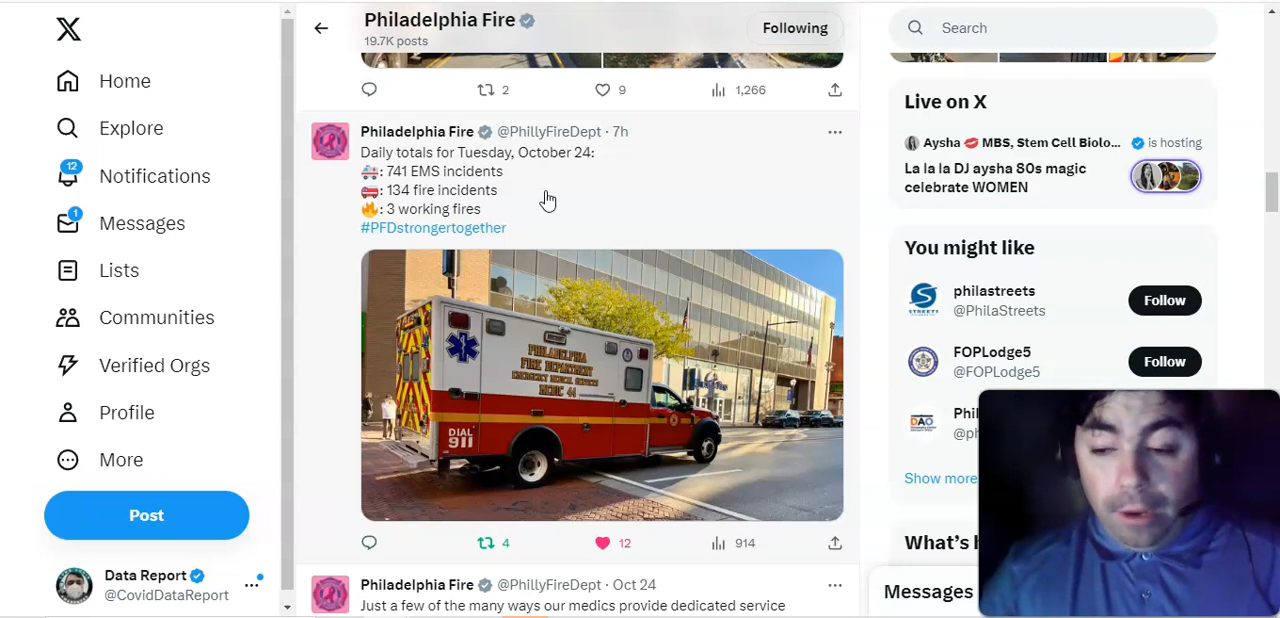 Home
Explore
12
Notifications
1
Messages
Lists
Communities
Verified Orgs
Profile
More
Post
Data Report
@CovidDataReport
Philadelphia Fire
19.7K posts
Following
2
9
1,266
Philadelphia Fire @PhillyFireDept · 7h
Daily totals for Tuesday, October 24:
: 741 EMS incidents
: 134 fire incidents
: 3 working fires
#PFDstrongertogether
PHILADELPHIA
FIRE DEPARTMENT
EMERGENCY MEDICAL SERVICES
MEDIC 44
DIAL
911
4
12
914
Philadelphia Fire @PhillyFireDept · Oct 24
Just a few of the many ways our medics provide dedicated service
Search
Live on X
Aysha MBS, Stem Cell Biolo... is hosting
La la la DJ aysha 80s magic
celebrate WOMEN
You might like
philastreets
@PhilaStreets
Follow
STREETS
FOPLodge5
@FOPLodge5
Follow
DAO
Phil
@ph
Show more
What's h
Messages